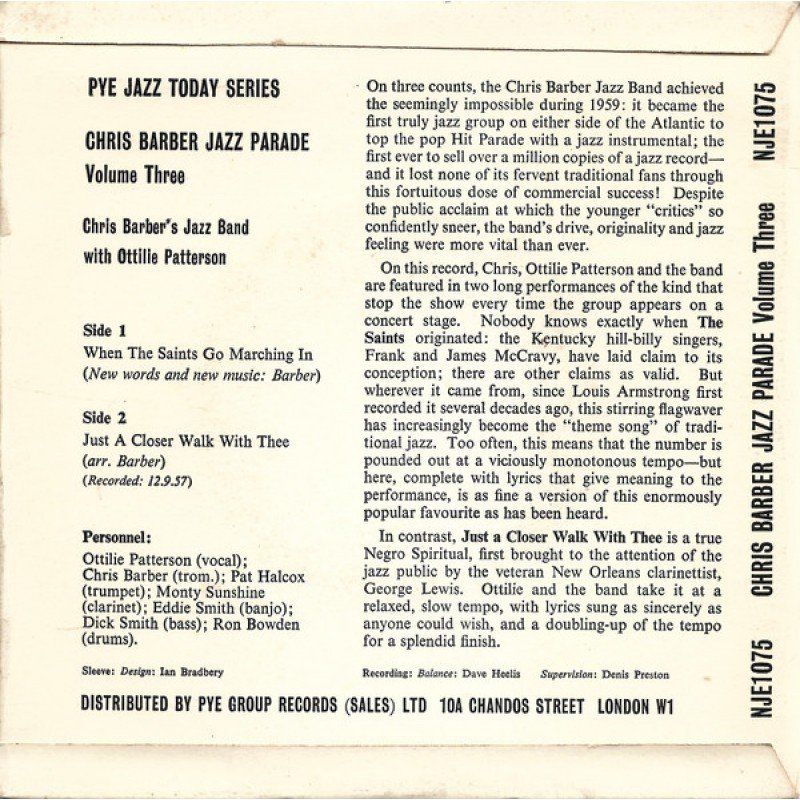 PYE JAZZ TODAY SERIES
CHRIS BARBER JAZZ PARADE
Volume Three
Chris Barber's Jazz Band
with Ottilie Patterson
Side 1
When The Saints Go Marching In
(New words and new music: Barber)
Side 2
Just A Closer Walk With Thee
(arr. Barber)
(Recorded: 12.9.57)
Personnel:
Ottilie Patterson (vocal);
Chris Barber (trom.); Pat Halcox
(trumpet); Monty Sunshine
(clarinet); Eddie Smith (banjo);
Dick Smith (bass); Ron Bowden
(drums).
On three counts, the Chris Barber Jazz Band achieved
the seemingly impossible during 1959: it became the
first truly jazz group on either side of the Atlantic to
top the pop Hit Parade with a jazz instrumental; the
first ever to sell over a million copies of a jazz record—
and it lost none of its fervent traditional fans through
this fortuitous dose of commercial success! Despite
the public acclaim at which the younger “critics” so
confidently sneer, the band's drive, originality and jazz
feeling were more vital than ever.
On this record, Chris, Ottilie Patterson and the band
are featured in two long performances of the kind that
stop the show every time the group appears on a
concert stage. Nobody knows exactly when The
Saints originated: the Kentucky hill-billy singers,
Frank and James McCravy, have laid claim to its
conception; there are other claims as valid. But
wherever it came from, since Louis Armstrong first
recorded it several decades ago, this stirring flagwaver
has increasingly become the “theme song” of tradi-
tional jazz. Too often, this means that the number is
pounded out at a viciously monotonous tempo—but
here, complete with lyrics that give meaning to the
performance, is as fine a version of this enormously
popular favourite as has been heard.
In contrast, Just a Closer Walk With Thee is a true
Negro Spiritual, first brought to the attention of the
jazz public by the veteran New Orleans clarinettist,
George Lewis. Ottilie and the band take it at a
relaxed, slow tempo, with lyrics sung as sincerely as
anyone could wish, and a doubling-up of the tempo
for a splendid finish.
Sleeve: Design: Ian Bradbery
Recording: Balance: Dave Heelis Supervision: Denis Preston
DISTRIBUTED BY PYE GROUP RECORDS (SALES) LTD 10A CHANDOS STREET LONDON W1
NJE1075 CHRIS BARBER JAZZ PARADE Volume Three NJE1075